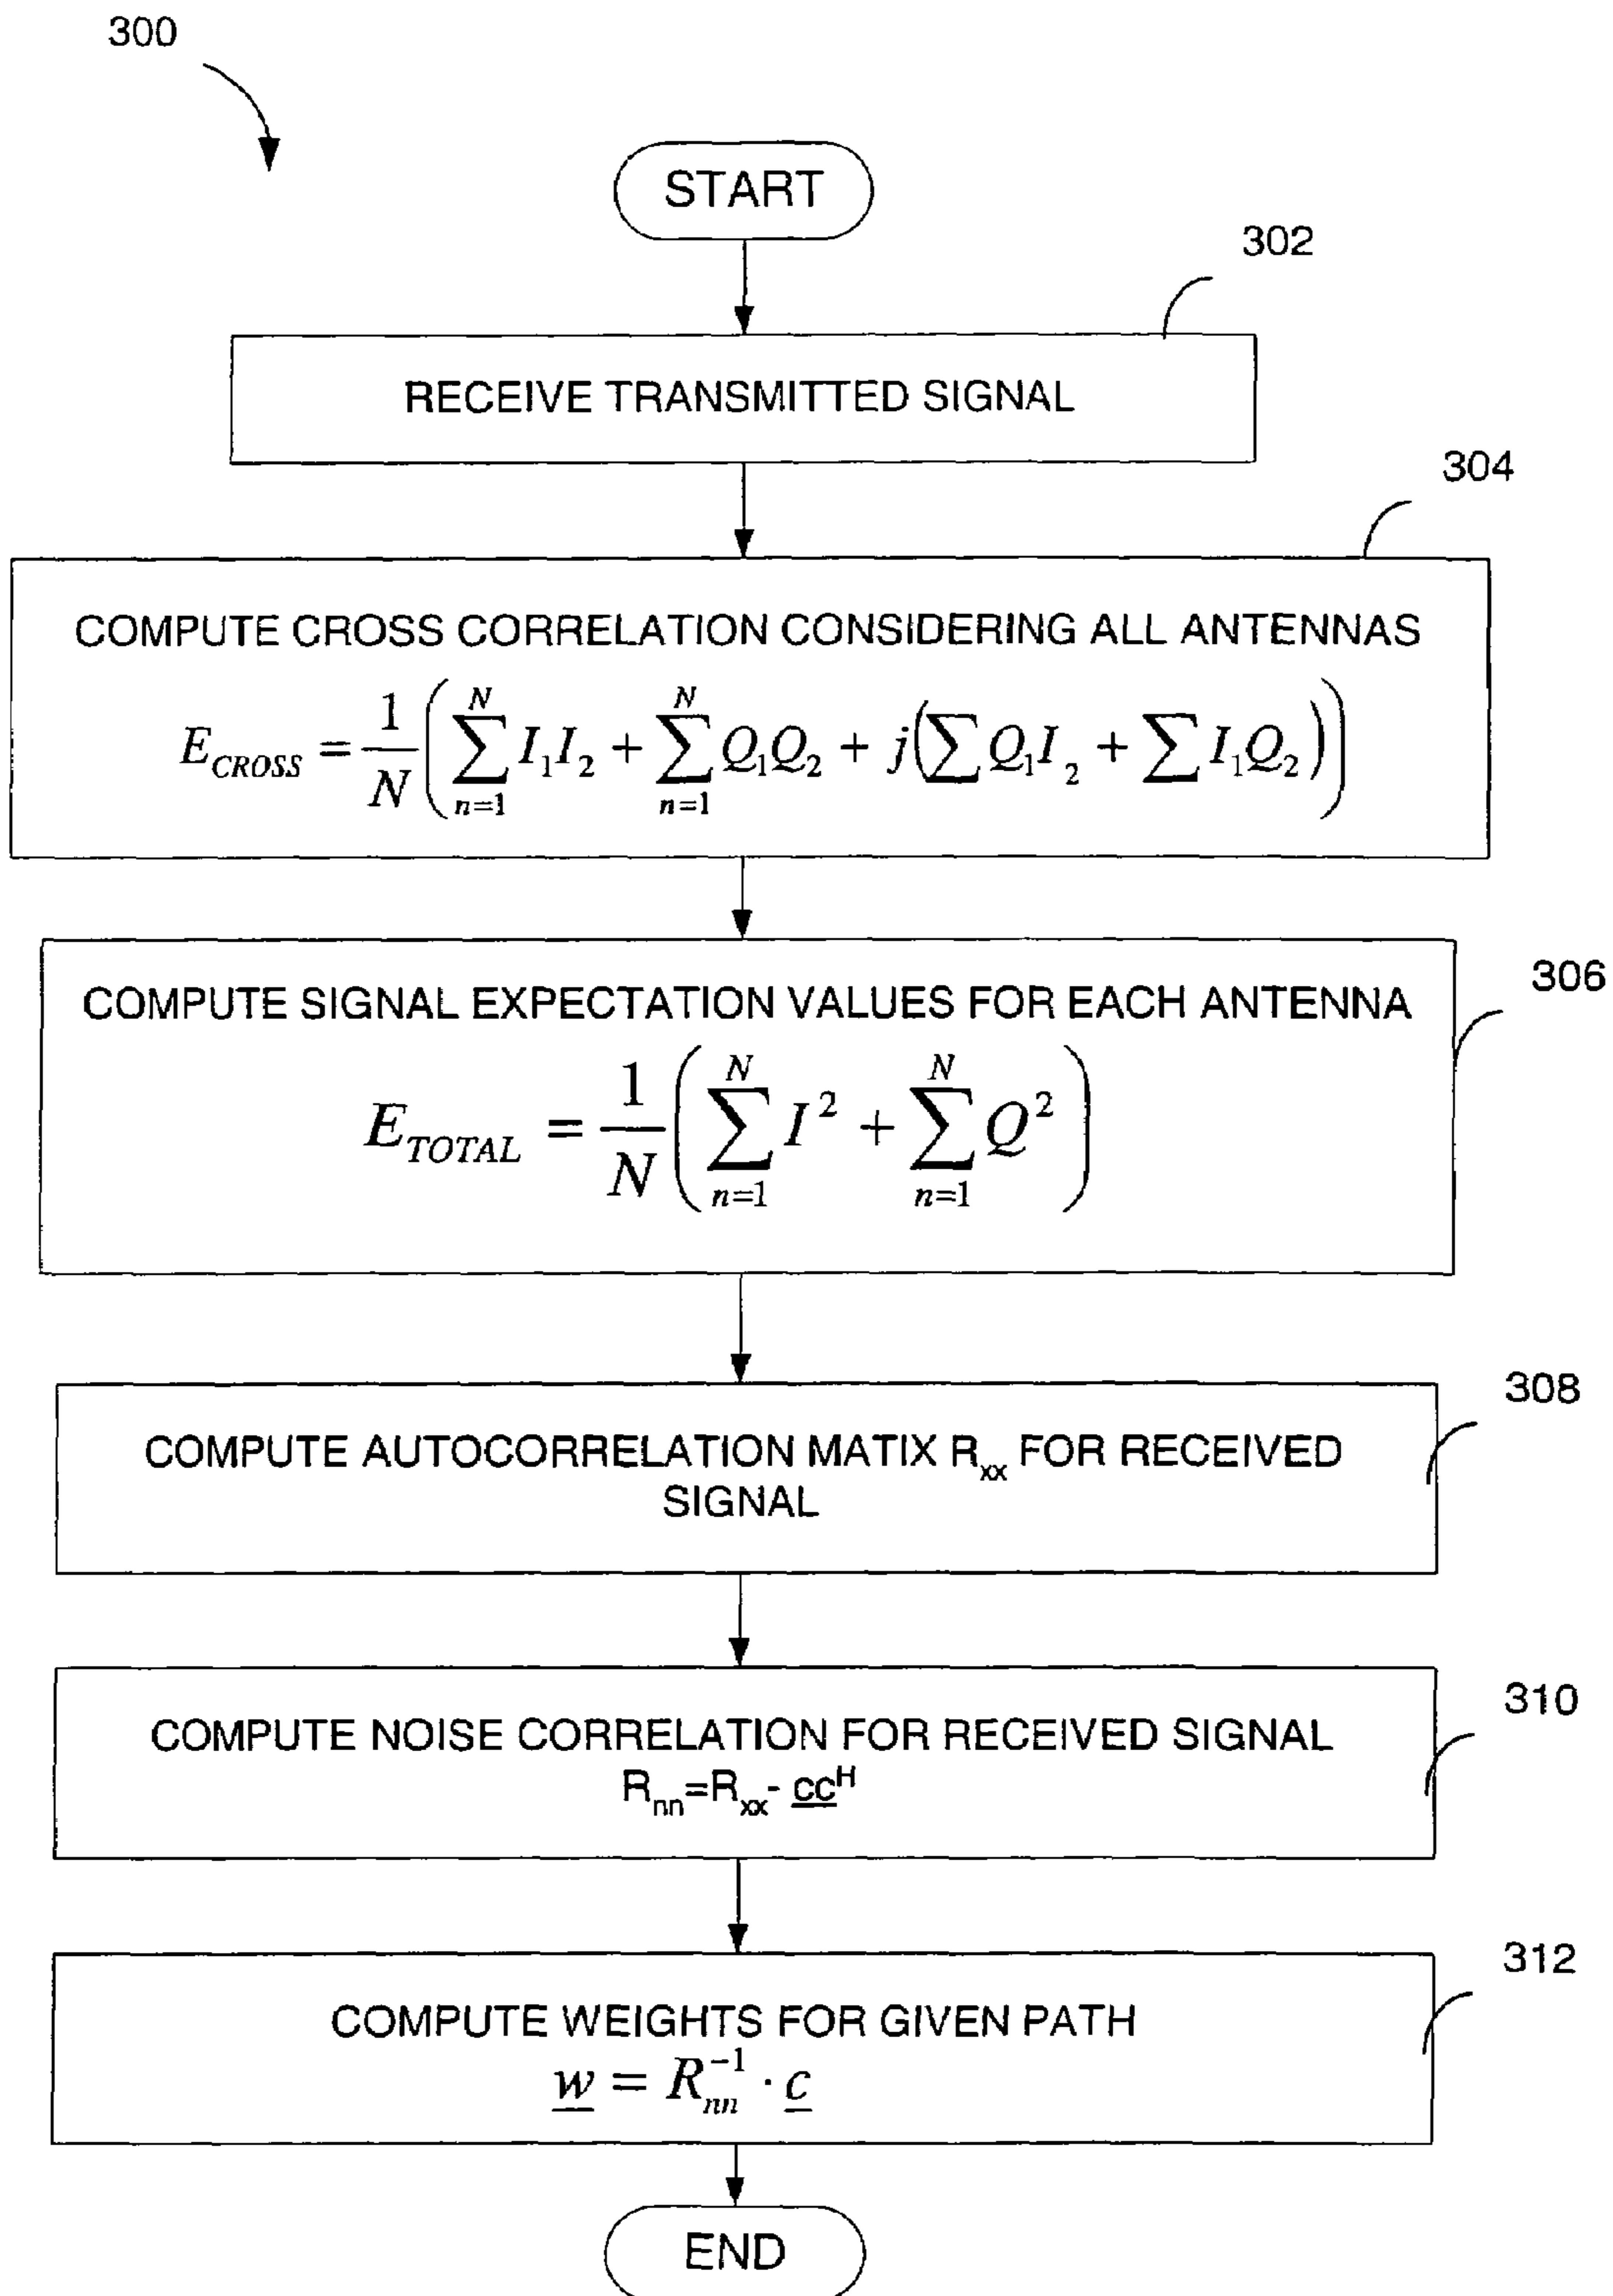 300
START
302
RECEIVE TRANSMITTED SIGNAL
304
COMPUTE CROSS CORRELATION CONSIDERING ALL ANTENNAS
E_{CROSS} = \frac{1}{N} \left( \sum_{n=1}^{N} I_1 I_2 + \sum_{n=1}^{N} Q_1 Q_2 + j \left( \sum Q_1 I_2 + \sum I_1 Q_2 \right) \right)
306
COMPUTE SIGNAL EXPECTATION VALUES FOR EACH ANTENNA
E_{TOTAL} = \frac{1}{N} \left( \sum_{n=1}^{N} I^2 + \sum_{n=1}^{N} Q^2 \right)
308
COMPUTE AUTOCORRELATION MATIX R_{xx} FOR RECEIVED
SIGNAL
310
COMPUTE NOISE CORRELATION FOR RECEIVED SIGNAL
R_{nn}=R_{xx}- \underline{cc}^H
312
COMPUTE WEIGHTS FOR GIVEN PATH
\underline{w} = R_{nn}^{-1} \cdot \underline{c}
END